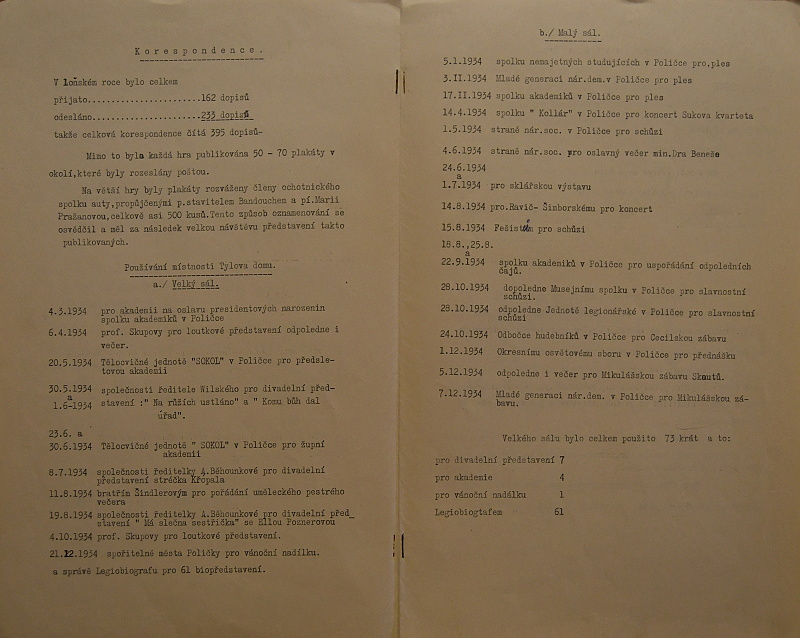 Korespondence.
V loňském roce bylo celkem
přijato.......................162 dopisů
odesláno......................233 dopisů
takže celková korespondence čítá 395 dopisů-
Mimo to byla každá hra publikována 50 - 70 plakáty v
okolí,které byly rozeslány poštou.
Na větší hry byly plakáty rozváženy členy ochotnického
spolku auty,propůjčenými p.stavitelem Bandouchem a pí.Marii
Pražanovou,celkově asi 500 kusů.Tento způsob oznamenování se
osvědčil a měl za následek velkou návštěvu představení takto
publikovaných.
Používání místnosti Tylova domu.
a./ Velký sál.
4.3.1934 pro akademii na oslavu presidentových narozenin
spolku akademiků v Poličce
6.4.1934 prof. Skupovy pro loutkové představení odpoledne i
večer.
20.5.1934 Tělocvičné jednotě "SOKOL" v Poličce pro předsle-
tovou akademii
30.5.1934 společnosti ředitele Wilského pro divadelní před-
a
1.6-1934 stavení :" Na růžích ustláno" a " Komu bůh dal
úřad".
23.6. a
30.6.1934 Tělocvičné jednotě " SOKOL" v Poličce pro župní
akademii
8.7.1934 společnosti ředitelky A.Běhounkové pro divadelní
představení strýčka Křópala
11.8.1934 bratřím Šindlerovým pro pořádání uměleckého pestrého
večera
19.8.1934 společnosti ředitelky A.Běhounkové pro divadelní před_
stavení " Má slečna sestřička" se Ellou Poznerovou
4.10.1934 prof. Skupovy pro loutkové představení.
21.12.1934 spořitelně města Poličky pro vánoční nadílku.
a správě Legiobiografu pro 61 biopředstavení.
b./ Malý sál.
5.1.1934 spolku nemajetných studujících v Poličce pro.ples
3.II.1934 Mladé generaci nár.dem.v Poličce pro ples
17.II.1934 spolku akademiků v Poličce pro ples
14.4.1934 spolku " Kollár" v Poličce pro koncert Sukova kvarteta
1.5.1934 straně nár.soc. v Poličce pro schůzi
4.6.1934 straně nár.soc. pro oslavný večer min.Dra Beneše
24.6.1934
a
1.7.1934 pro sklářskou výstavu
14.8.1934 pro.Ravič- Šimborskému pro koncert
15.8.1934 pro schůzi
18.8.,25.8.
a
22.9.1934 spolku akademiků v Poličce pro uspořádání odpoledních
čajů.
28.10.1934 dopoledne Musejnímu spolku v Poličce pro slavnostní
schůzi.
28.10.1934 odpoledne Jednotě legionářské v Poličce pro slavnostní
schůzi
24.10.1934 Odbočce hudebníků v Poličce pro Cecilskou zábavu
1.12.1934 Okresnímu osvětovému sboru v Poličce pro přednášku
5.12.1934 odpoledne i večer pro Mikulášskou zábavu Skautů.
7.12.1934 Mladé generaci nár.dem. v Poličce pro Mikulášskou zá-
bavu.
Velkého sálu bylo celkem použito 73 krát a to:
pro divadelní představení 7
pro akademie 4
pro vánoční nadálku 1
Legiobiogtafem 61